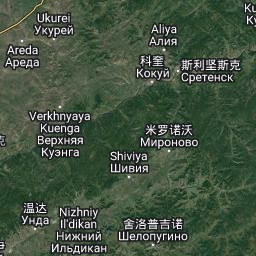 Ukurei
Укурей
Aliya
Алия
Areda
Ареда
科奎
Кокуй
斯利坚斯克
Сретенск
Verkhnyaya
Kuenga
Верхняя
Куэнга
米罗诺沃
Мироново
Shiviya
Шивия
温达
Унда
Nizhniy
Il'dikan
Нижний
Ильдикан
舍洛普吉诺
Шелопугино